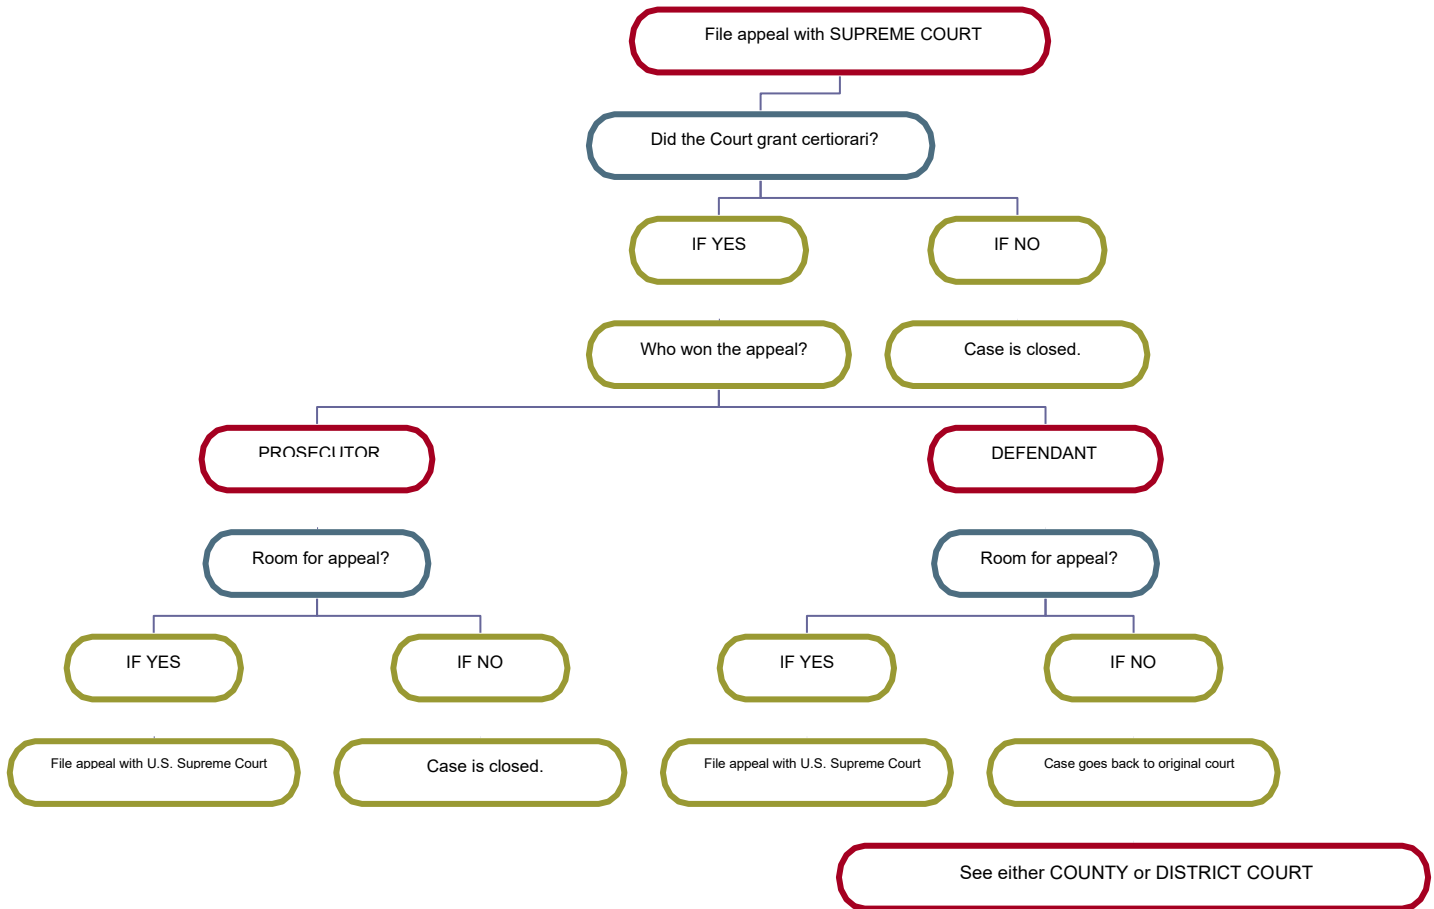 File appeal with SUPREME COURT
Did the Court grant certiorari?
IF YES
IF NO
Who won the appeal?
Case is closed.
PROSECUTOR
DEFENDANT
Room for appeal?
Room for appeal?
IF YES
IF NO
IF YES
IF NO
File appeal with U.S. Supreme Court
Case is closed.
File appeal with U.S. Supreme Court
Case goes back to original court
See either COUNTY or DISTRICT COURT